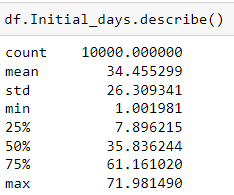 df.Initial_days.describe()
count 10000.000000
mean 34.455299
std 26.309341
min 1.001981
25% 7.896215
50% 35.836244
75% 61.161020
max 71.981490